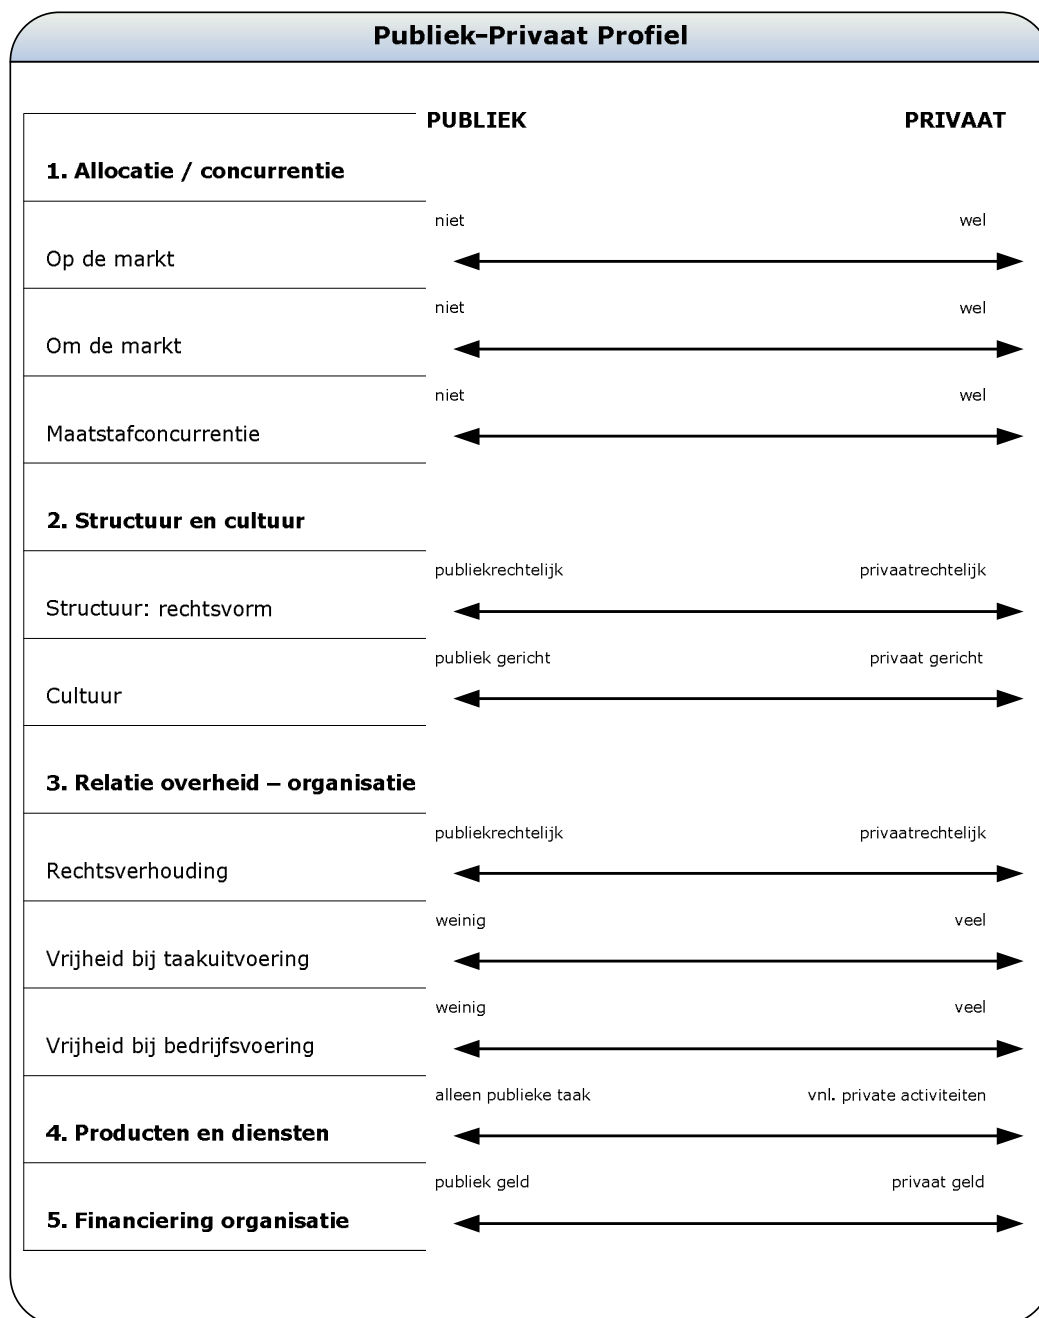 Publiek–Privaat Profiel
PUBLIEK PRIVAAT
1. Allocatie / concurrentie
niet wel
Op de markt
niet wel
Om de markt
niet wel
Maatstafconcurrentie
2. Structuur en cultuur
publiekrechtelijk privaatrechtelijk
Structuur: rechtsvorm
publiek gericht privaat gericht
Cultuur
3. Relatie overheid – organisatie
publiekrechtelijk privaatrechtelijk
Rechtsverhouding
weinig veel
Vrijheid bij taakuitvoering
weinig veel
Vrijheid bij bedrijfsvoering
alleen publieke taak vnl. private activiteiten
4. Producten en diensten
publiek geld privaat geld
5. Financiering organisatie